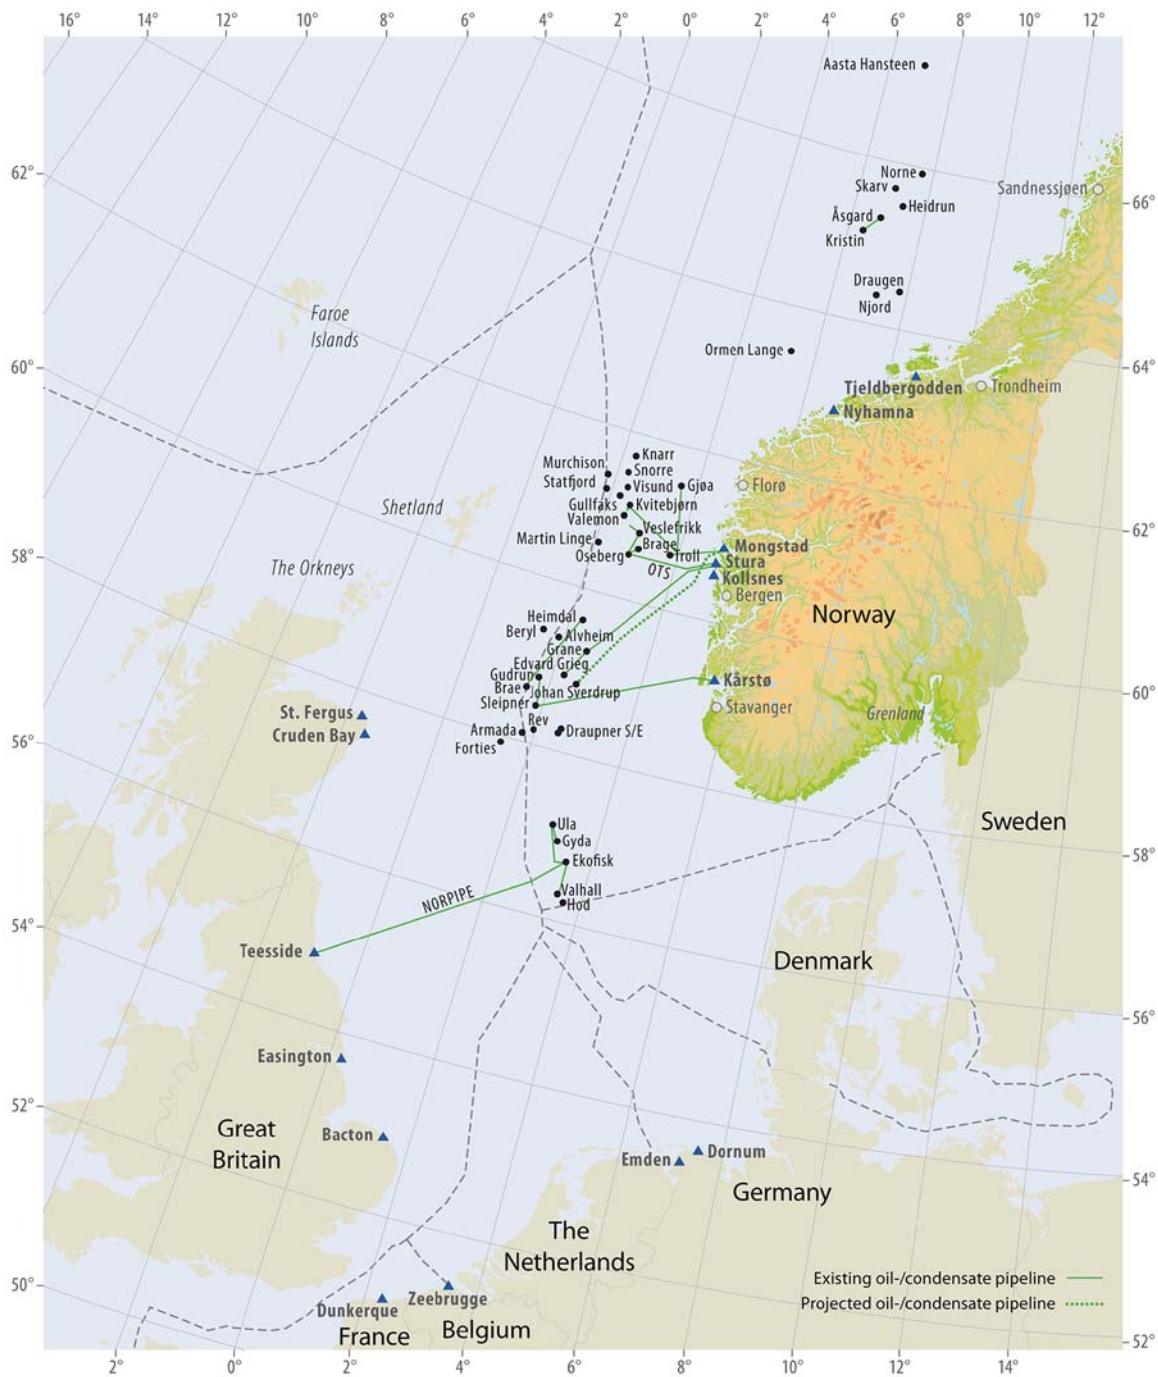 16° 14° 12° 10° 8° 6° 4° 2° 0° 2° 4° 6° 8° 10° 12°
Aasta Hansteen
62°
Norne
Skarv
Sandnessjøen
66°
Heidrun
Åsgard
Kristin
Draugen
Njord
Faroe
Islands
Ormen Lange
60°
64°
Tjeldbergodden
Trondheim
Nyhamna
Knarr
Murchison
Snorre
Statfjord
Visund
Gjøa
Florø
Gullfaks
Kvitebjørn
Valemon
Shetland
Veslefrikk
62°
Martin Linge
Brage
Mongstad
Oseberg
Troll
58°
Stura
OTS
The Orkneys
Kollsnes
Bergen
Heimdal
Norway
Beryl
Alvheim
Grane
Edvard Grieg
Gudrun
Kårstø
Brae
Johan Sverdrup
60°
Sleipner
Stavanger
St. Fergus
Grenland
Rev
Cruden Bay
Armada
Draupner S/E
56°
Forties
Ula
Sweden
Gyda
58°
Ekofisk
Valhall
NORPIPE
Hod
54°
Teesside
Denmark
56°
Easington
52°
Great
Britain
Bacton
Dornum
Emden
54°
Germany
The
Netherlands
50°
Existing oil-/condensate pipeline
Zeebrugge
Projected oil-/condensate pipeline
Dunkerque
Belgium
France
52°
2° 0° 2° 4° 6° 8° 10° 12° 14°